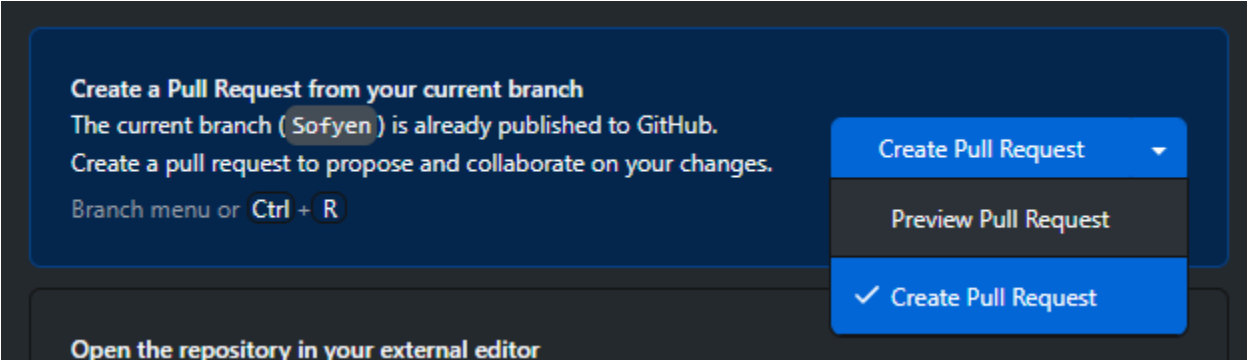 Create a Pull Request from your current branch
The current branch ( Sofyen ) is already published to GitHub.
Create a pull request to propose and collaborate on your changes.
Branch menu or Ctrl + R
Create Pull Request
Preview Pull Request
Create Pull Request
Open the repository in your external editor